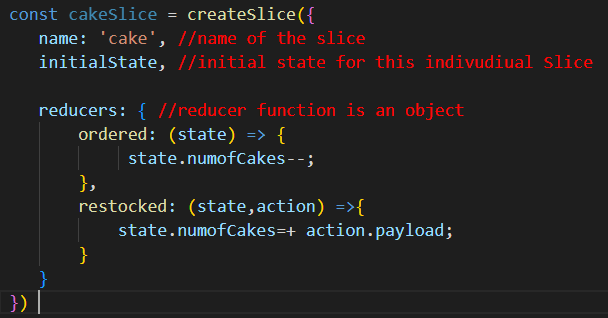 const cakeSlice = createSlice({
name: 'cake', //name of the slice
initialState, //initial state for this indivudiual Slice
reducers: { //reducer function is an object
ordered: (state) => {
state.numofCakes--;
},
restocked: (state,action) =>{
state.numofCakes=+ action.payload;
}
}
})